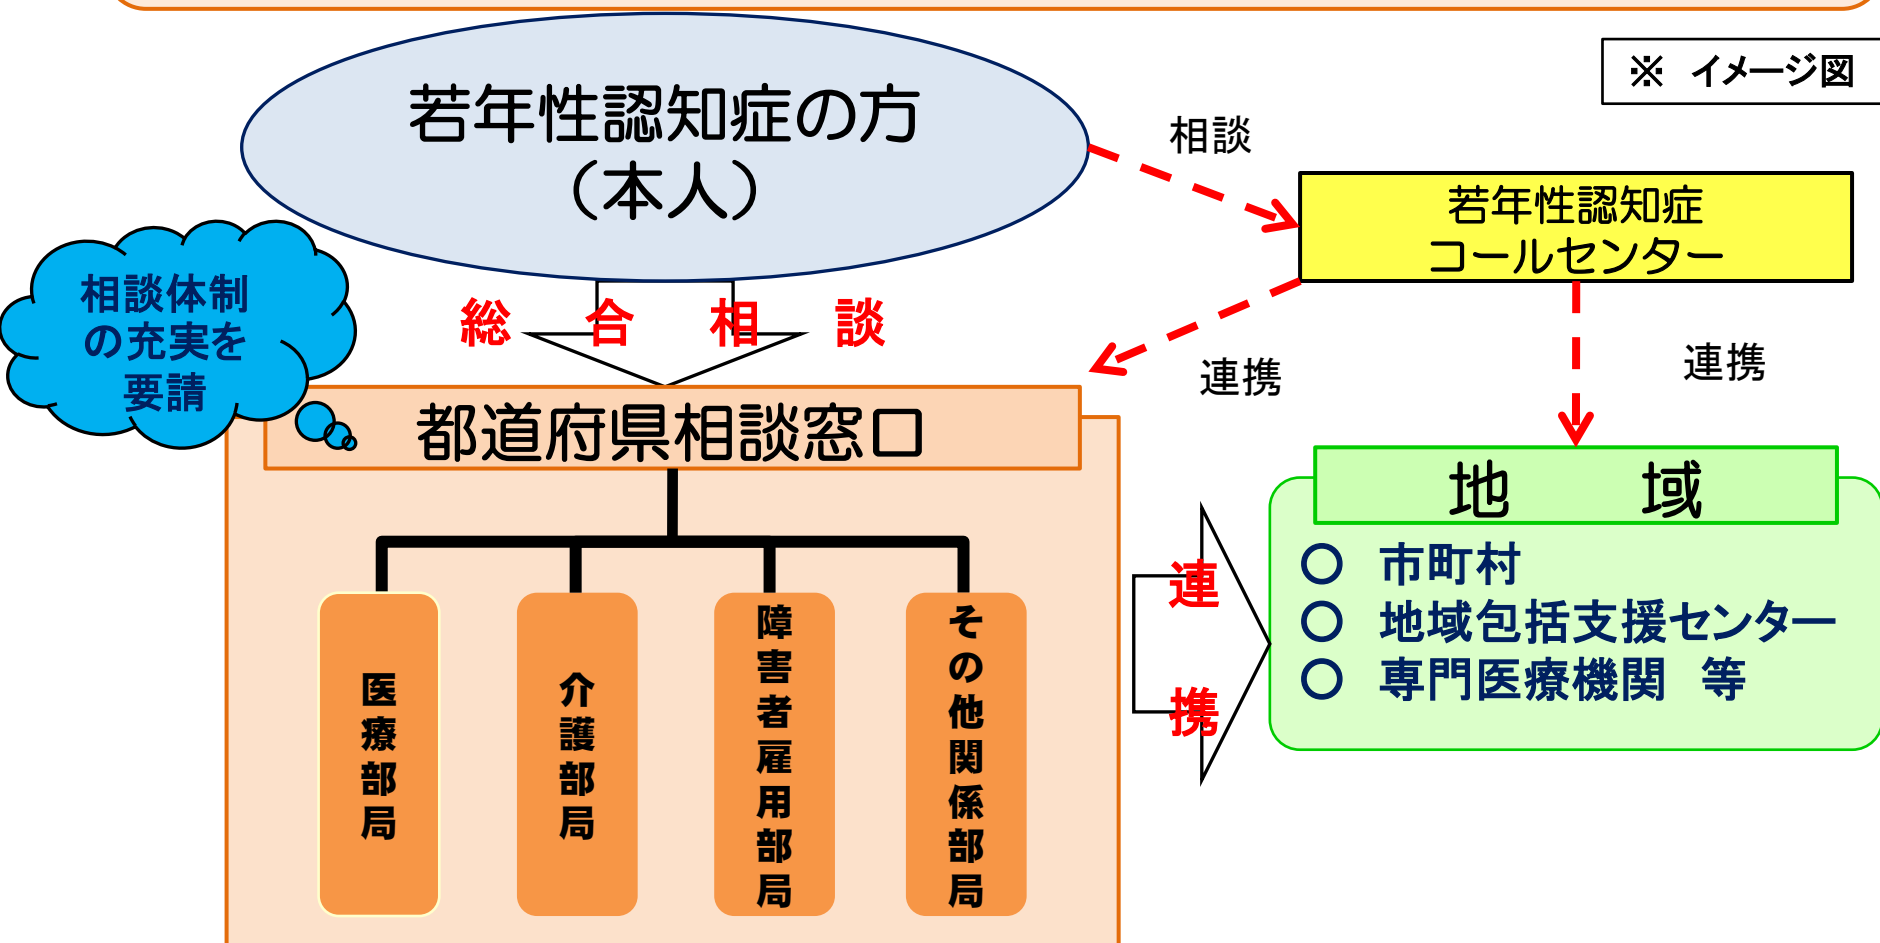 ※ イメージ図
若年性認知症の方
（本人）
相談
若年性認知症
コールセンター
相談体制
の充実を
要請
総 合 相 談
連携
連携
都道府県相談窓口
地 域
○ 市町村
○ 地域包括支援センター
○ 専門医療機関 等
連
携
医療部局
介護部局
障害者雇用部局
その他関係部局